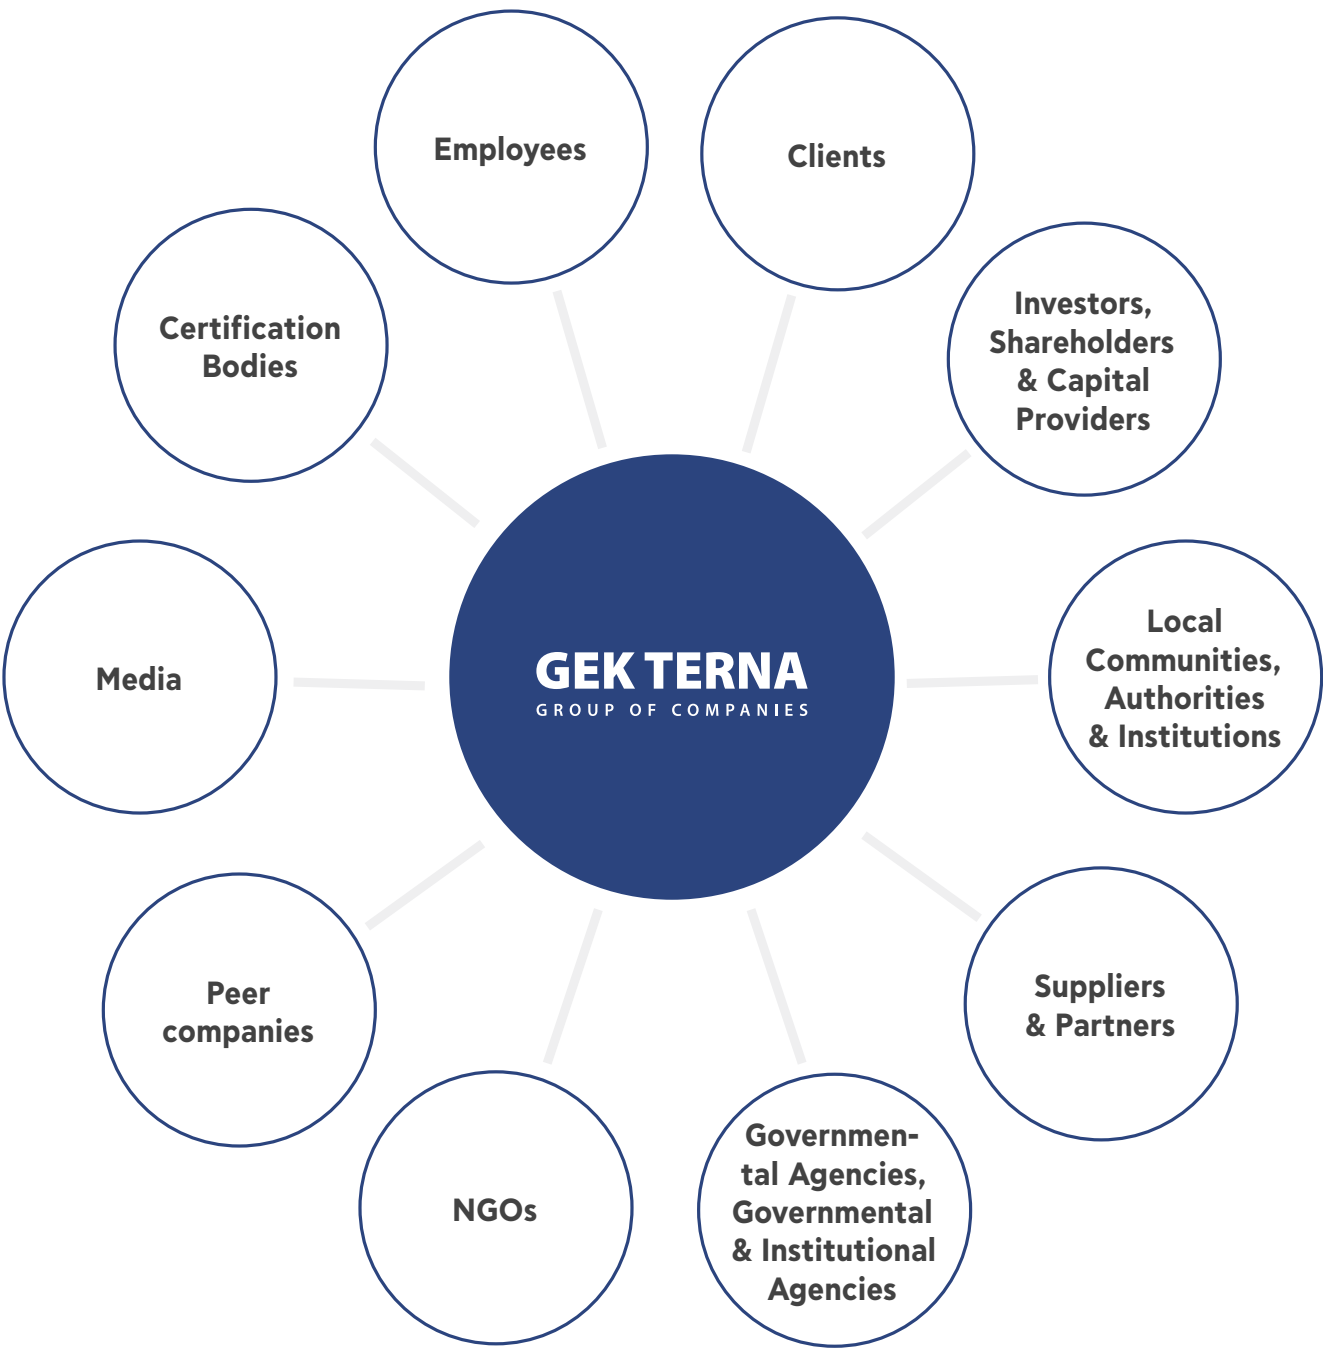 Employees
Clients
Investors,
Shareholders
& Capital
Providers
Certification
Bodies
Local
Communities,
Authorities
& Institutions
Media
GEK TERNA
GROUP OF COMPANIES
Suppliers
& Partners
Peer
companies
Governmen-
tal Agencies,
Governmental
& Institutional
Agencies
NGOs